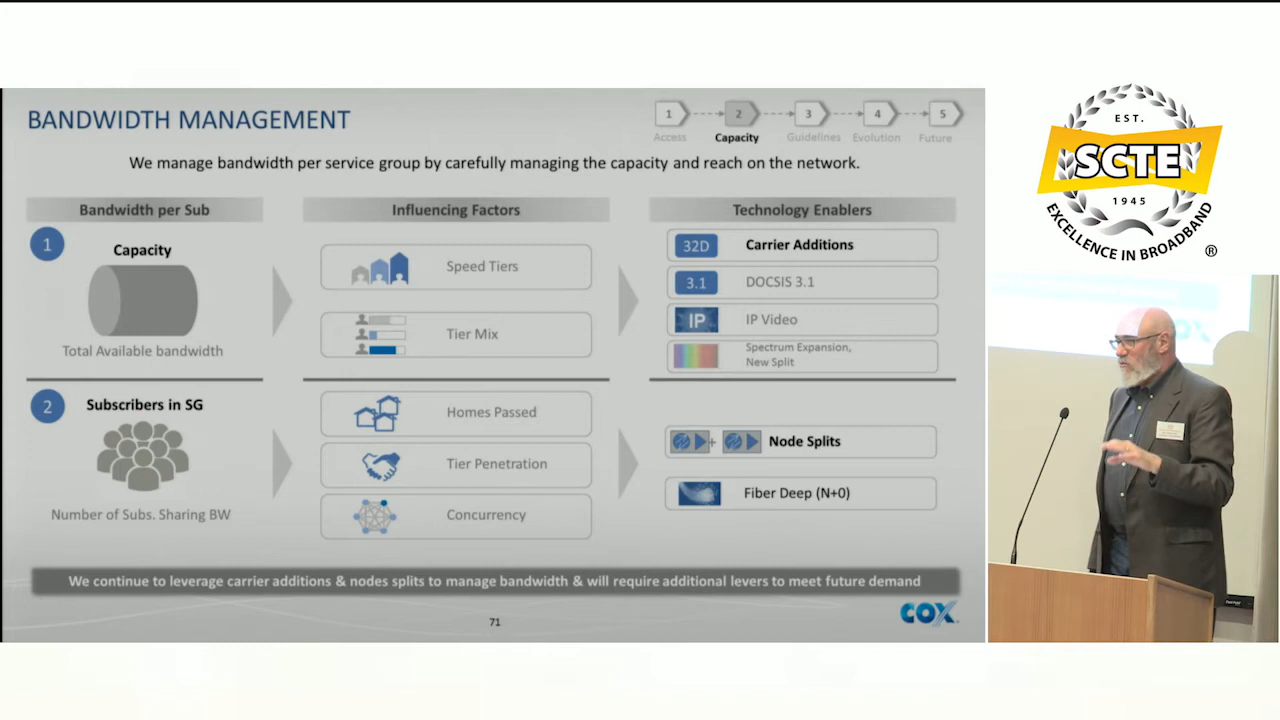 BANDWIDTH MANAGEMENT
1
2
3
4
5
Access
Capacity
Guidelines
Evolution
Future
We manage bandwidth per service group by carefully managing the capacity and reach on the network.
Bandwidth per Sub
Influencing Factors
Technology Enablers
1
Capacity
Total Available bandwidth
Speed Tiers
Tier Mix
32D
Carrier Additions
3.1
DOCSIS 3.1
IP
IP Video
Spectrum Expansion,
New Split
2
Subscribers in SG
Number of Subs. Sharing BW
Homes Passed
Tier Penetration
Concurrency
+
Node Splits
Fiber Deep (N+0)
We continue to leverage carrier additions & nodes splits to manage bandwidth & will require additional levers to meet future demand
COX
71
EST.
SCTE
1945
EXCELLENCE IN BROADBAND
®